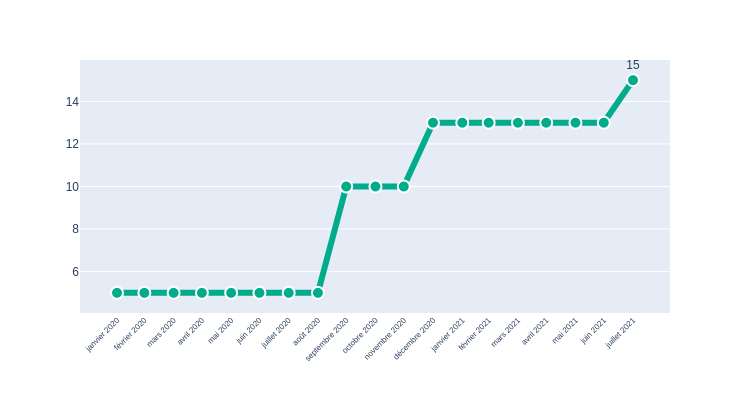 15
14
12
10
8
6
janvier 2020
février 2020
mars 2020
avril 2020
mai 2020
juin 2020
juillet 2020
août 2020
septembre 2020
octobre 2020
novembre 2020
décembre 2020
janvier 2021
février 2021
mars 2021
avril 2021
mai 2021
juin 2021
juillet 2021